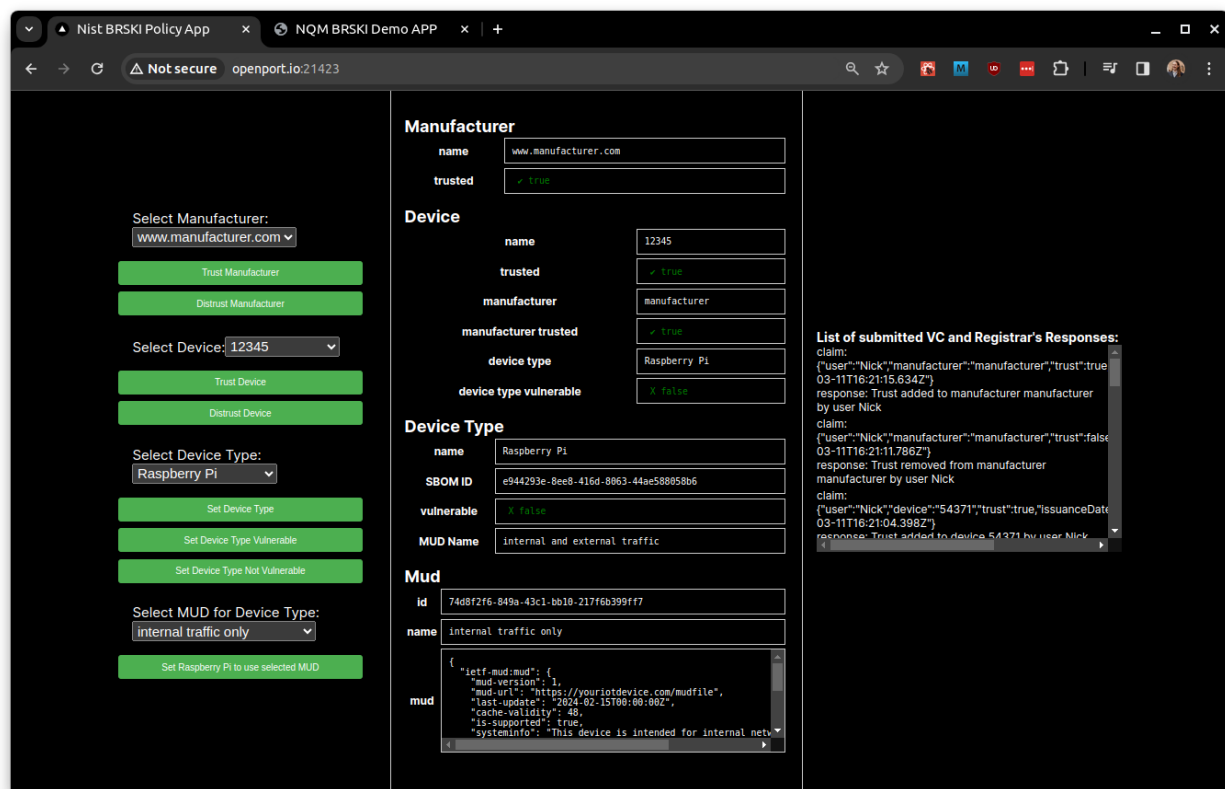 Nist BRSKI Policy App
NQM BRSKI Demo APP
Not secure openport.io:21423
Select Manufacturer:
www.manufacturer.com
Trust Manufacturer
Distrust Manufacturer
Select Device: 12345
Trust Device
Distrust Device
Select Device Type:
Raspberry Pi
Set Device Type
Set Device Type Vulnerable
Set Device Type Not Vulnerable
Select MUD for Device Type:
internal traffic only
Set Raspberry Pi to use selected MUD
Manufacturer
name www.manufacturer.com
trusted ✔ true
Device
name 12345
trusted ✔ true
manufacturer manufacturer
manufacturer trusted ✔ true
device type Raspberry Pi
device type vulnerable X false
Device Type
name Raspberry Pi
SBOM ID e944293e-8ee8-416d-8063-44ae588058b6
vulnerable X false
MUD Name internal and external traffic
Mud
id 74d8f2f6-849a-43c1-bb10-217f6b399ff7
name internal traffic only
mud
{
"ietf-mud:mud": {
"mud-version": 1,
"mud-url": "https://youriotdevice.com/mudfile",
"last-update": "2024-02-15T00:00:00Z",
"cache-validity": 48,
"is-supported": true,
"systeminfo": "This device is intended for internal netw
List of submitted VC and Registrar's Responses:
claim:
{"user":"Nick","manufacturer":"manufacturer","trust":true
03-11T16:21:15.634Z"}
response: Trust added to manufacturer manufacturer
by user Nick
claim:
{"user":"Nick","manufacturer":"manufacturer","trust":false
03-11T16:21:11.786Z"}
response: Trust removed from manufacturer
manufacturer by user Nick
claim:
{"user":"Nick","device":"54371","trust":true,"issuanceDate
03-11T16:21:04.398Z"}
response: Trust added to device 54371 by user Nick